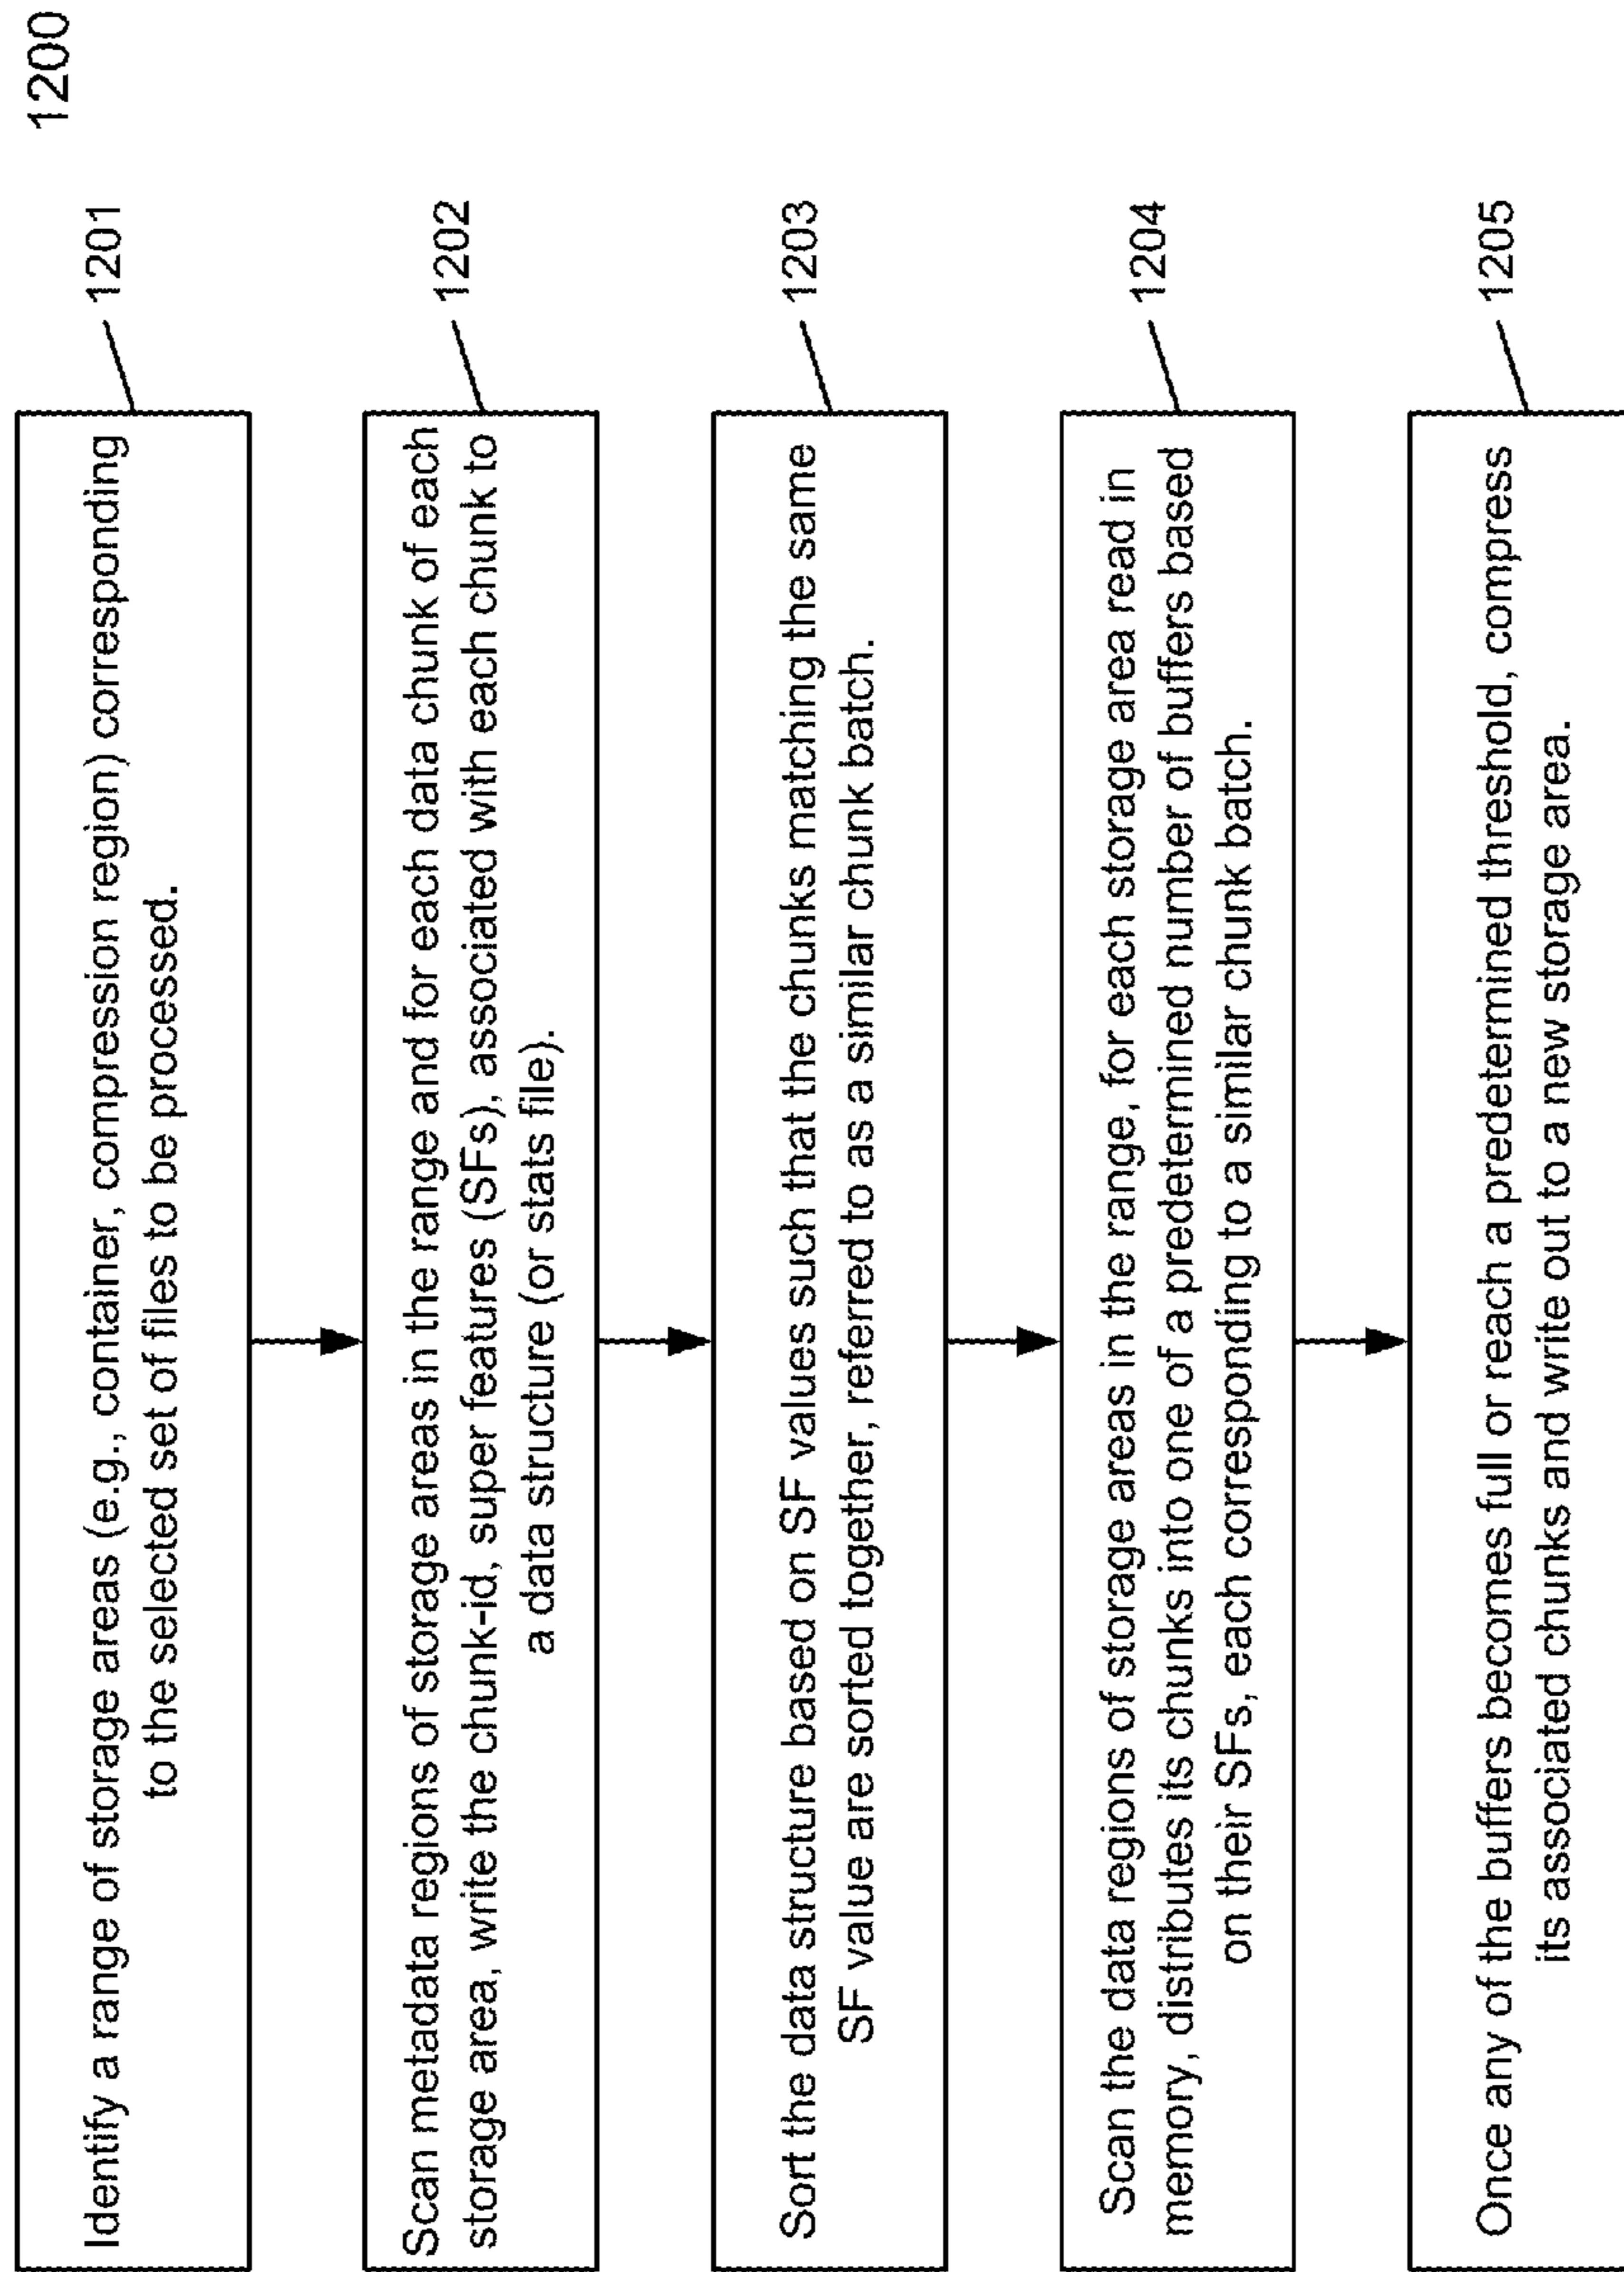 1200
Identify a range of storage areas (e.g., container, compression region) corresponding
to the selected set of files to be processed.
1201
Scan metadata regions of storage areas in the range and for each data chunk of each
storage area, write the chunk-id, super features (SFs), associated with each chunk to
a data structure (or stats file).
1202
Sort the data structure based on SF values such that the chunks matching the same
SF value are sorted together, referred to as a similar chunk batch.
1203
Scan the data regions of storage areas in the range, for each storage area read in
memory, distributes its chunks into one of a predetermined number of buffers based
on their SFs, each corresponding to a similar chunk batch.
1204
Once any of the buffers becomes full or reach a predetermined threshold, compress
its associated chunks and write out to a new storage area.
1205